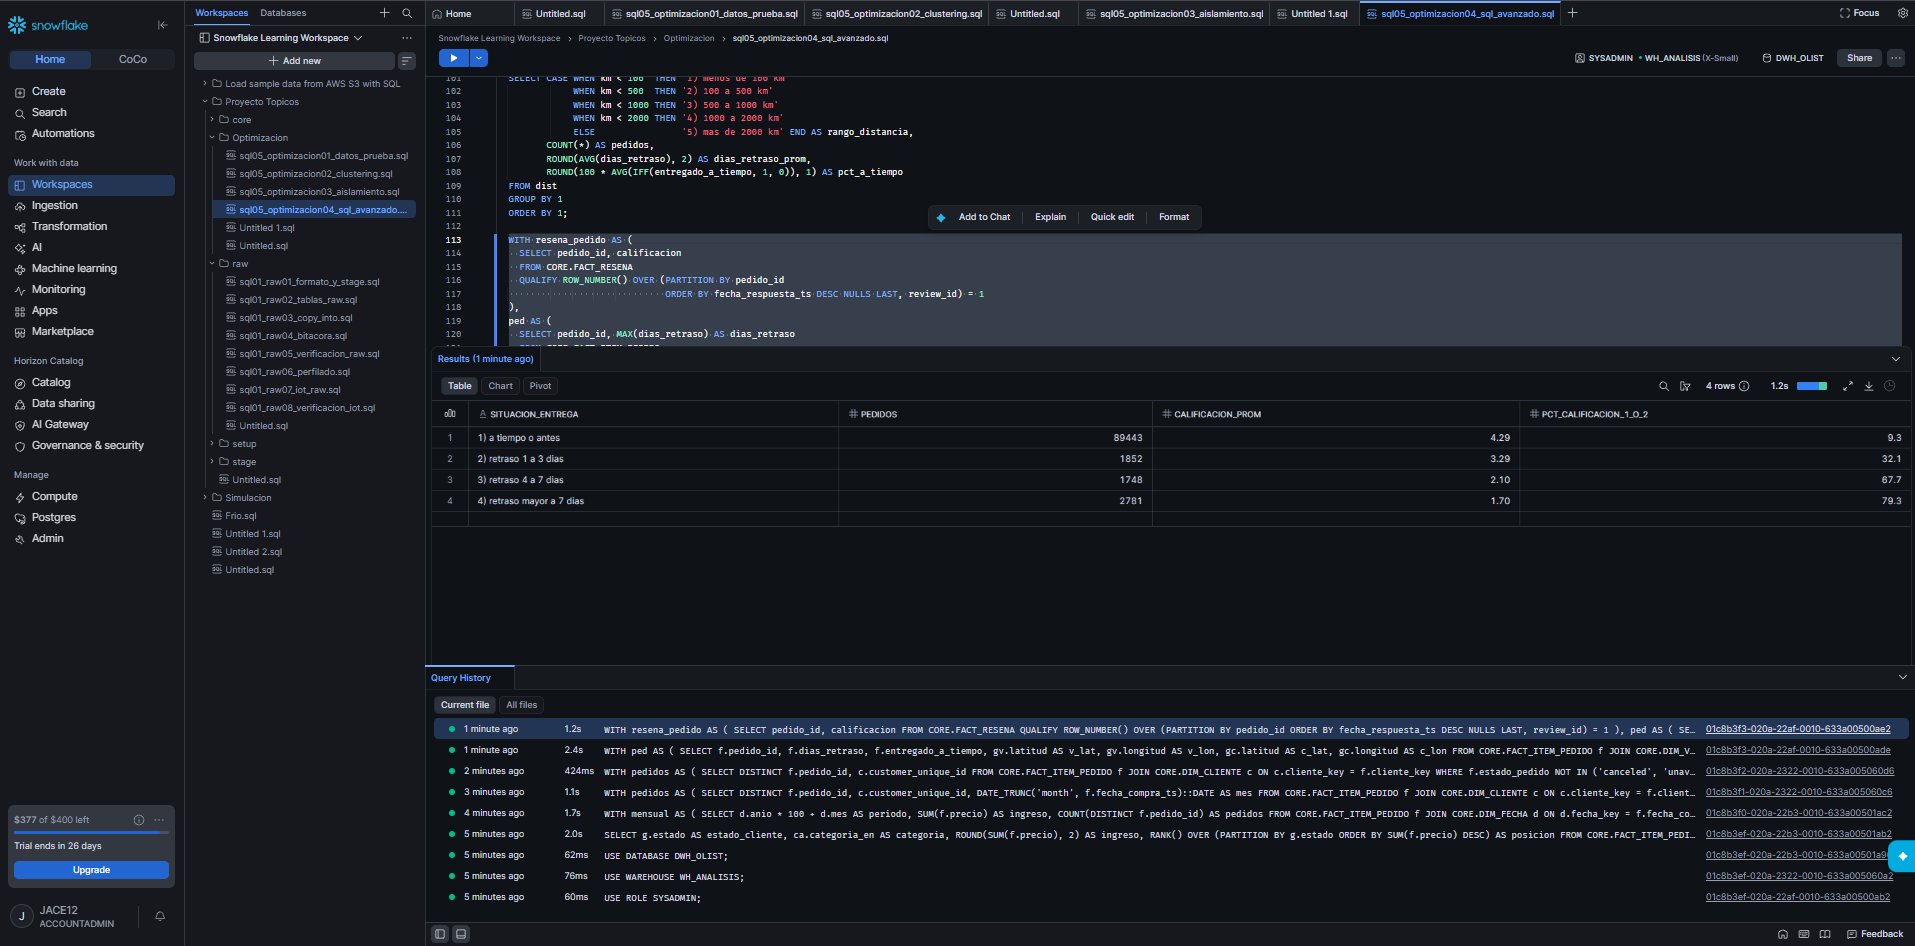 snowflake
Home
CoCo
Create
Search
Automations
Work with data
Workspaces
Ingestion
Transformation
AI
Machine learning
Monitoring
Apps
Marketplace
Horizon Catalog
Catalog
Data sharing
AI Gateway
Governance & security
Manage
Compute
Postgres
Admin
$377 of $400 left
Trial ends in 26 days
Upgrade
J
JACE12
ACCOUNTADMIN
Workspaces
Databases
Snowflake Learning Workspace
Add new
Load sample data from AWS S3 with SQL
Proyecto Topicos
core
Optimizacion
sql05_optimizacion01_datos_prueba.sql
sql05_optimizacion02_clustering.sql
sql05_optimizacion03_aislamiento.sql
sql05_optimizacion04_sql_avanzado....
Untitled 1.sql
Untitled.sql
raw
sql01_raw01_formato_y_stage.sql
sql01_raw02_tablas_raw.sql
sql01_raw03_copy_into.sql
sql01_raw04_bitacora.sql
sql01_raw05_verificacion_raw.sql
sql01_raw06_perfilado.sql
sql01_raw07_iot_raw.sql
sql01_raw08_verificacion_iot.sql
Untitled.sql
setup
stage
Untitled.sql
Simulacion
Frio.sql
Untitled 1.sql
Untitled 2.sql
Untitled.sql
Home
Untitled.sql
sql05_optimizacion01_datos_prueba.sql
sql05_optimizacion02_clustering.sql
Untitled.sql
sql05_optimizacion03_aislamiento.sql
Untitled 1.sql
sql05_optimizacion04_sql_avanzado.sql
Focus
Snowflake Learning Workspace > Proyecto Topicos > Optimizacion > sql05_optimizacion04_sql_avanzado.sql
SYSADMIN • WH_ANALISIS (X-Small)
DWH_OLIST
Share
101 SELECT CASE WHEN km < 100 THEN '1) menos de 100 km'
102 WHEN km < 500 THEN '2) 100 a 500 km'
103 WHEN km < 1000 THEN '3) 500 a 1000 km'
104 WHEN km < 2000 THEN '4) 1000 a 2000 km'
105 ELSE '5) mas de 2000 km' END AS rango_distancia,
106 COUNT(*) AS pedidos,
107 ROUND(AVG(dias_retraso), 2) AS dias_retraso_prom,
108 ROUND(100 * AVG(IFF(entregado_a_tiempo, 1, 0)), 1) AS pct_a_tiempo
109 FROM dist
110 GROUP BY 1
111 ORDER BY 1;
112
Add to Chat
Explain
Quick edit
Format
113 WITH resena_pedido AS (
114 SELECT pedido_id, calificacion
115 FROM CORE.FACT_RESENA
116 QUALIFY ROW_NUMBER() OVER (PARTITION BY pedido_id
117 ORDER BY fecha_respuesta_ts DESC NULLS LAST, review_id) = 1
118 ),
119 ped AS (
120 SELECT pedido_id, MAX(dias_retraso) AS dias_retraso
Results (1 minute ago)
Table
Chart
Pivot
4 rows
1.2s
SITUACION_ENTREGA PEDIDOS CALIFICACION_PROM PCT_CALIFICACION_1_O_2
1 1) a tiempo o antes 89443 4.29 9.3
2 2) retraso 1 a 3 dias 1852 3.29 32.1
3 3) retraso 4 a 7 dias 1748 2.10 67.7
4 4) retraso mayor a 7 dias 2781 1.70 79.3
Query History
Current file
All files
1 minute ago 1.2s WITH resena_pedido AS ( SELECT pedido_id, calificacion FROM CORE.FACT_RESENA QUALIFY ROW_NUMBER() OVER (PARTITION BY pedido_id ORDER BY fecha_respuesta_ts DESC NULLS LAST, review_id) = 1 ), ped AS ( SE... 01c8b3f3-020a-22af-0010-633a00500ae2
1 minute ago 2.4s WITH ped AS ( SELECT f.pedido_id, f.dias_retraso, f.entregado_a_tiempo, gv.latitud AS v_lat, gv.longitud AS v_lon, gc.latitud AS c_lat, gc.longitud AS c_lon FROM CORE.FACT_ITEM_PEDIDO f JOIN CORE.DIM_V... 01c8b3f3-020a-22af-0010-633a00500ade
2 minutes ago 424ms WITH pedidos AS ( SELECT DISTINCT f.pedido_id, c.customer_unique_id FROM CORE.FACT_ITEM_PEDIDO f JOIN CORE.DIM_CLIENTE c ON c.cliente_key = f.cliente_key WHERE f.estado_pedido NOT IN ('canceled', 'unav... 01c8b3f2-020a-2322-0010-633a005060d6
3 minutes ago 1.1s WITH pedidos AS ( SELECT DISTINCT f.pedido_id, c.customer_unique_id, DATE_TRUNC('month', f.fecha_compra_ts)::DATE AS mes FROM CORE.FACT_ITEM_PEDIDO f JOIN CORE.DIM_CLIENTE c ON c.cliente_key = f.client... 01c8b3f1-020a-2322-0010-633a005060c6
4 minutes ago 1.7s WITH mensual AS ( SELECT d.anio * 100 + d.mes AS periodo, SUM(f.precio) AS ingreso, COUNT(DISTINCT f.pedido_id) AS pedidos FROM CORE.FACT_ITEM_PEDIDO f JOIN CORE.DIM_FECHA d ON d.fecha_key = f.fecha_co... 01c8b3f0-020a-22b3-0010-633a00501ac2
5 minutes ago 2.0s SELECT g.estado AS estado_cliente, ca.categoria_en AS categoria, ROUND(SUM(f.precio), 2) AS ingreso, RANK() OVER (PARTITION BY g.estado ORDER BY SUM(f.precio) DESC) AS posicion FROM CORE.FACT_ITEM_PEDI... 01c8b3ef-020a-22b3-0010-633a00501ab2
5 minutes ago 62ms USE DATABASE DWH_OLIST; 01c8b3ef-020a-22b3-0010-633a00501a9
5 minutes ago 76ms USE WAREHOUSE WH_ANALISIS; 01c8b3ef-020a-2322-0010-633a005060a2
5 minutes ago 60ms USE ROLE SYSADMIN; 01c8b3ef-020a-22af-0010-633a00500ab2
Feedback